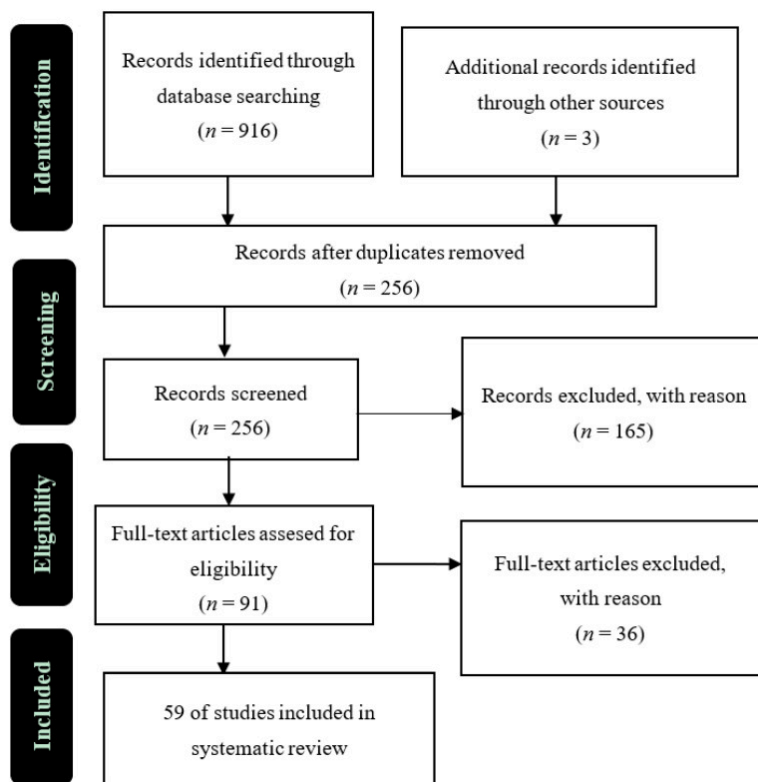 Identification
Records identified through
database searching
(n = 916)
Additional records identified
through other sources
(n = 3)
Records after duplicates removed
(n = 256)
Screening
Records screened
(n = 256)
Records excluded, with reason
(n = 165)
Eligibility
Full-text articles assesed for
eligibility
(n = 91)
Full-text articles excluded,
with reason
(n = 36)
Included
59 of studies included in
systematic review